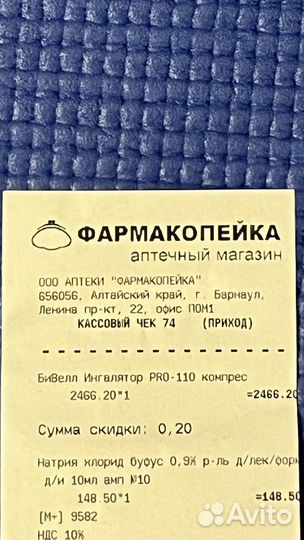 ФАРМАКОПЕЙКА
аптечный магазин
ООО АПТЕКИ "ФАРМАКОПЕЙКА"
656056, Алтайский край, г. Барнаул,
Ленина пр-кт, 22, офис ПОМ1
КАССОВЫЙ ЧЕК 74 (ПРИХОД)
БиВелл Ингалятор PRO-110 компрес
2466.20*1 =2466.20
Сумма скидки: 0,20
Натрия хлорид буфус 0,9% р-ль д/лек/форм
д/и 10мл амп №10
148.50*1 =148.50
[М+] 9582
НДС 10%
Avito